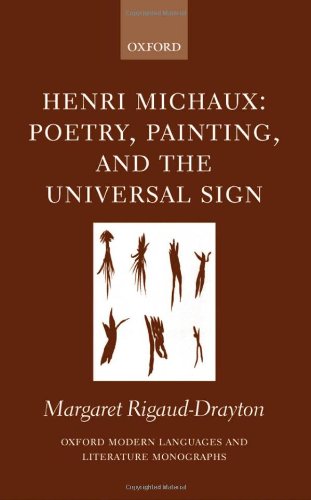 OXFORD
HENRI MICHAUX:
POETRY, PAINTING,
AND THE
UNIVERSAL SIGN
Margaret Rigaud-Drayton
OXFORD MODERN LANGUAGES AND
LITERATURE MONOGRAPHS